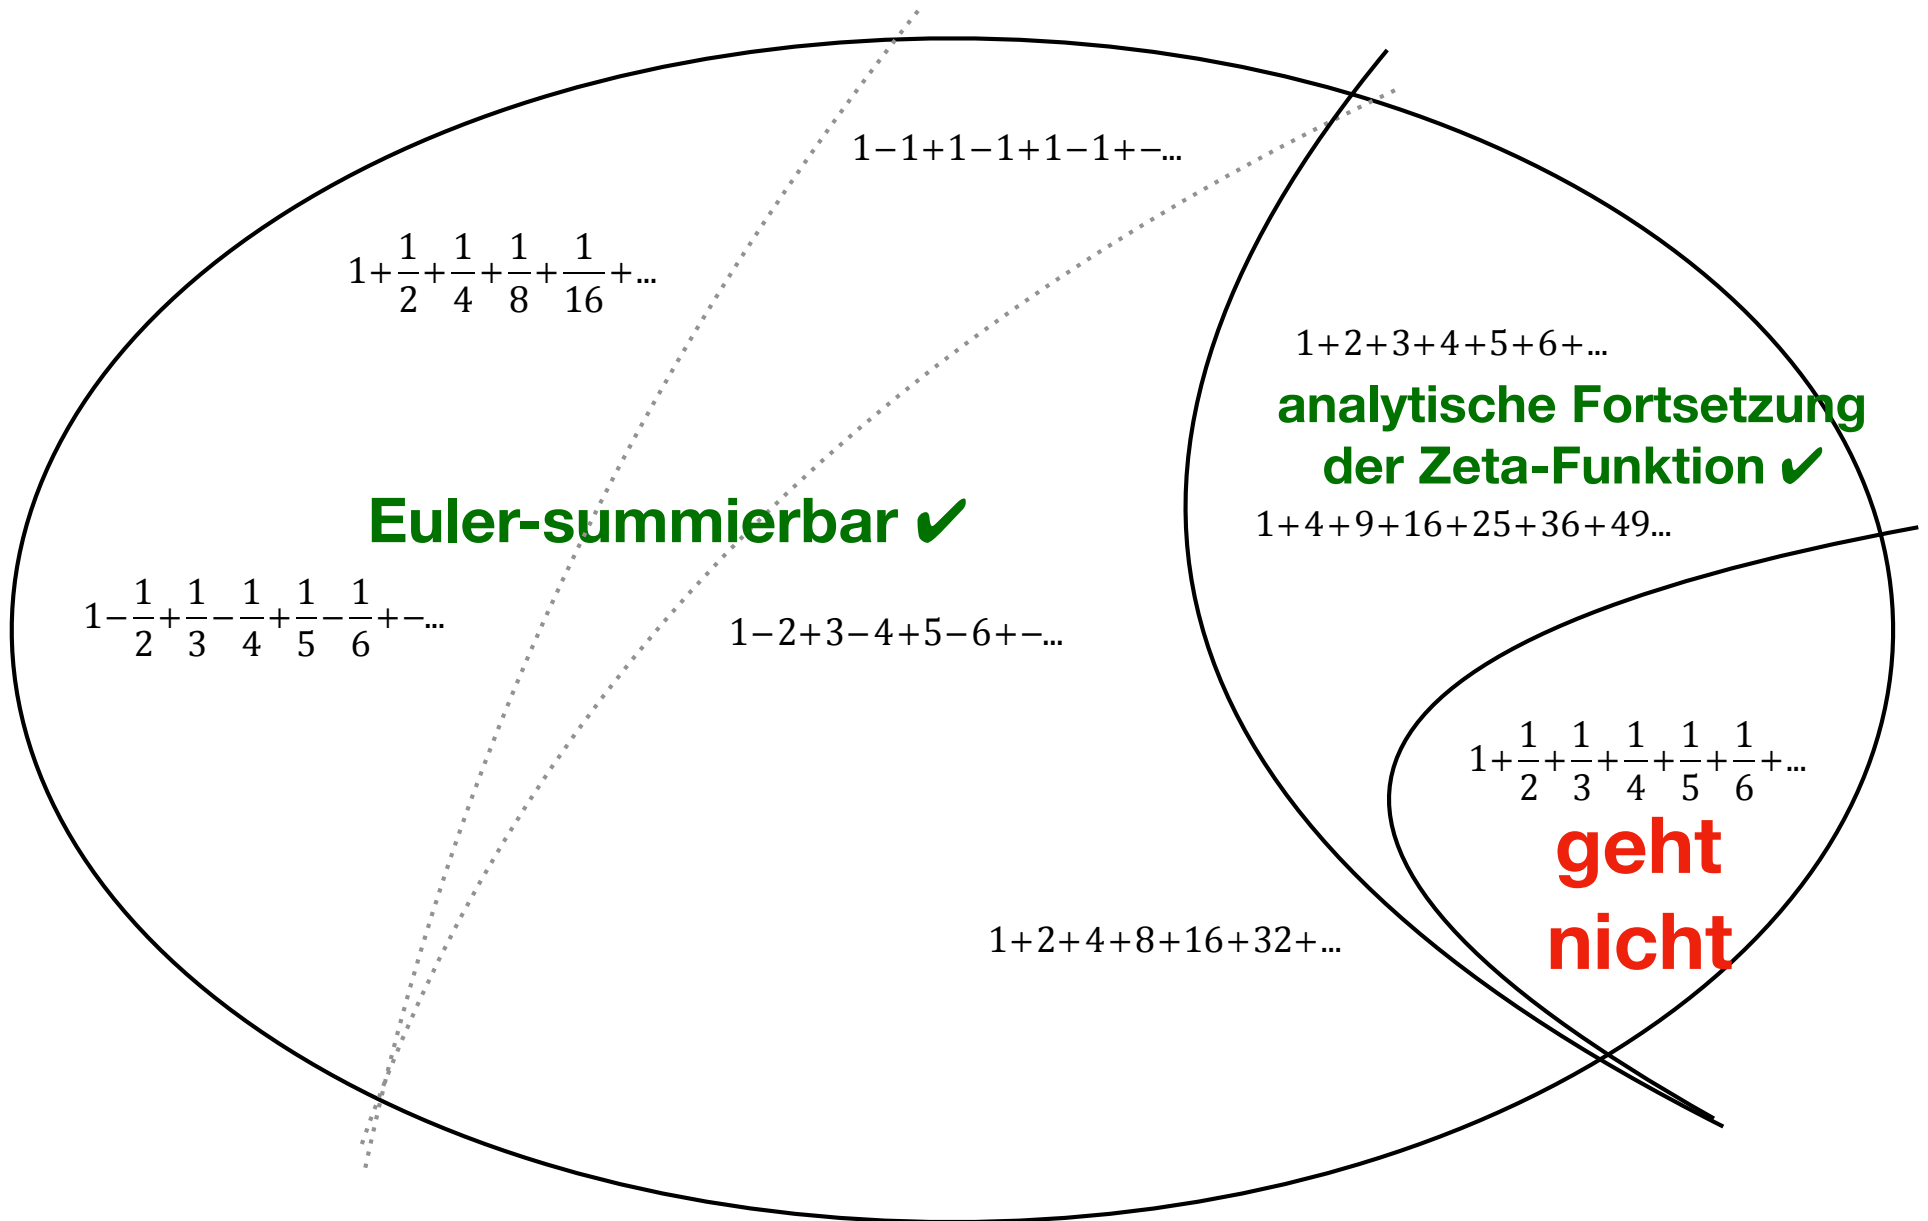 1−1+1−1+1−1+−...
1+1/2+1/4+1/8+1/16+...
1+2+3+4+5+6+...
analytische Fortsetzung
der Zeta-Funktion ✔
Euler-summierbar ✔
1+4+9+16+25+36+49...
1−1/2+1/3−1/4+1/5−1/6+−...
1−2+3−4+5−6+−...
1+1/2+1/3+1/4+1/5+1/6+...
geht
nicht
1+2+4+8+16+32+...